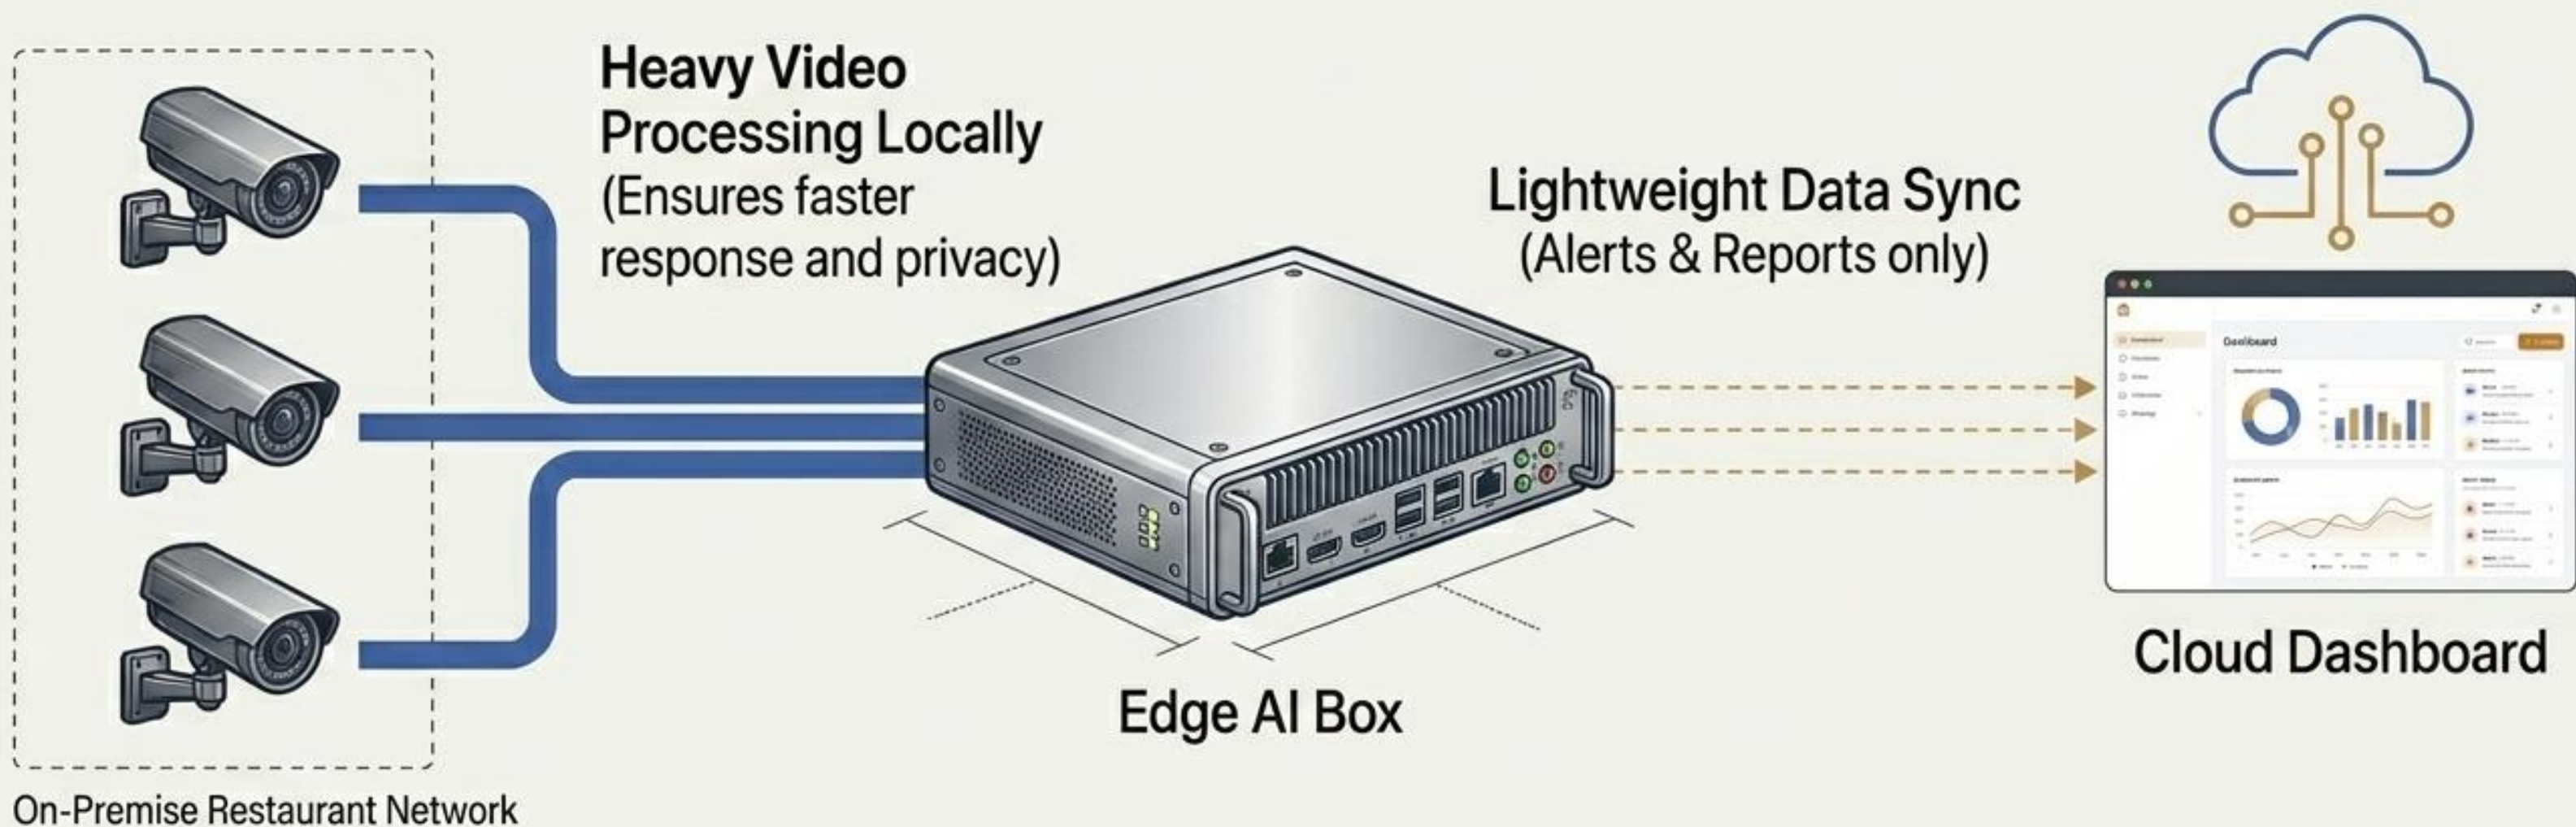 Heavy Video
Processing Locally
(Ensures faster
response and privacy)
Lightweight Data Sync
(Alerts & Reports only)
Edge AI Box
Cloud Dashboard
On-Premise Restaurant Network